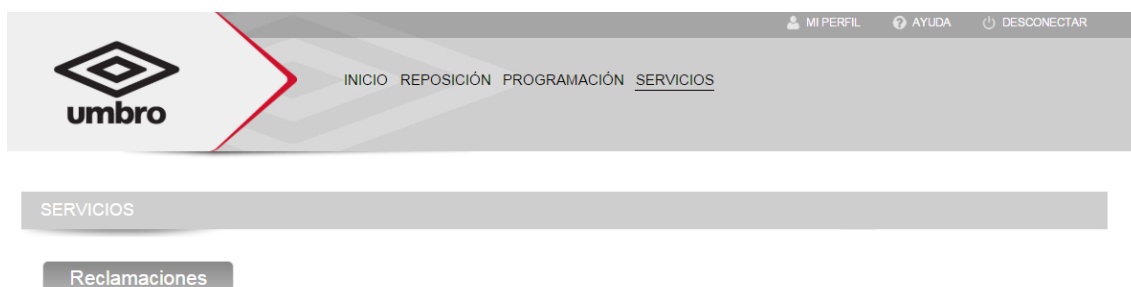 MI PERFIL AYUDA DESCONECTAR
INICIO REPOSICIÓN PROGRAMACIÓN SERVICIOS
umbro
SERVICIOS
Reclamaciones